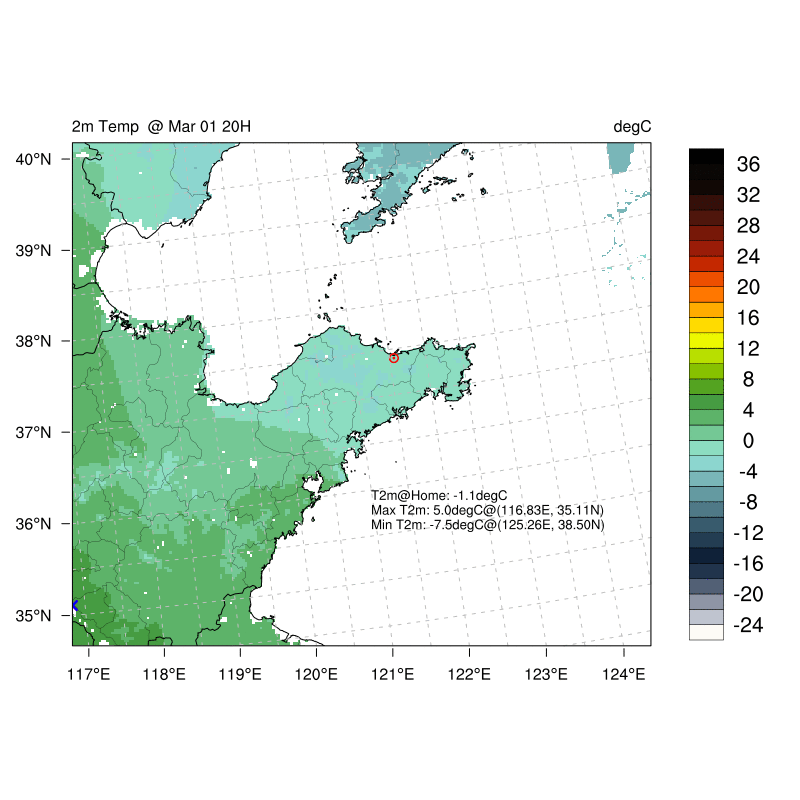 2m Temp @ Mar 01 20H
degC
40°N
39°N
38°N
37°N
36°N
35°N
117°E
118°E
119°E
120°E
121°E
122°E
123°E
124°E
T2m@Home: -1.1degC
Max T2m: 5.0degC@(116.83E, 35.11N)
Min T2m: -7.5degC@(125.26E, 38.50N)
36
32
28
24
20
16
12
8
4
0
-4
-8
-12
-16
-20
-24